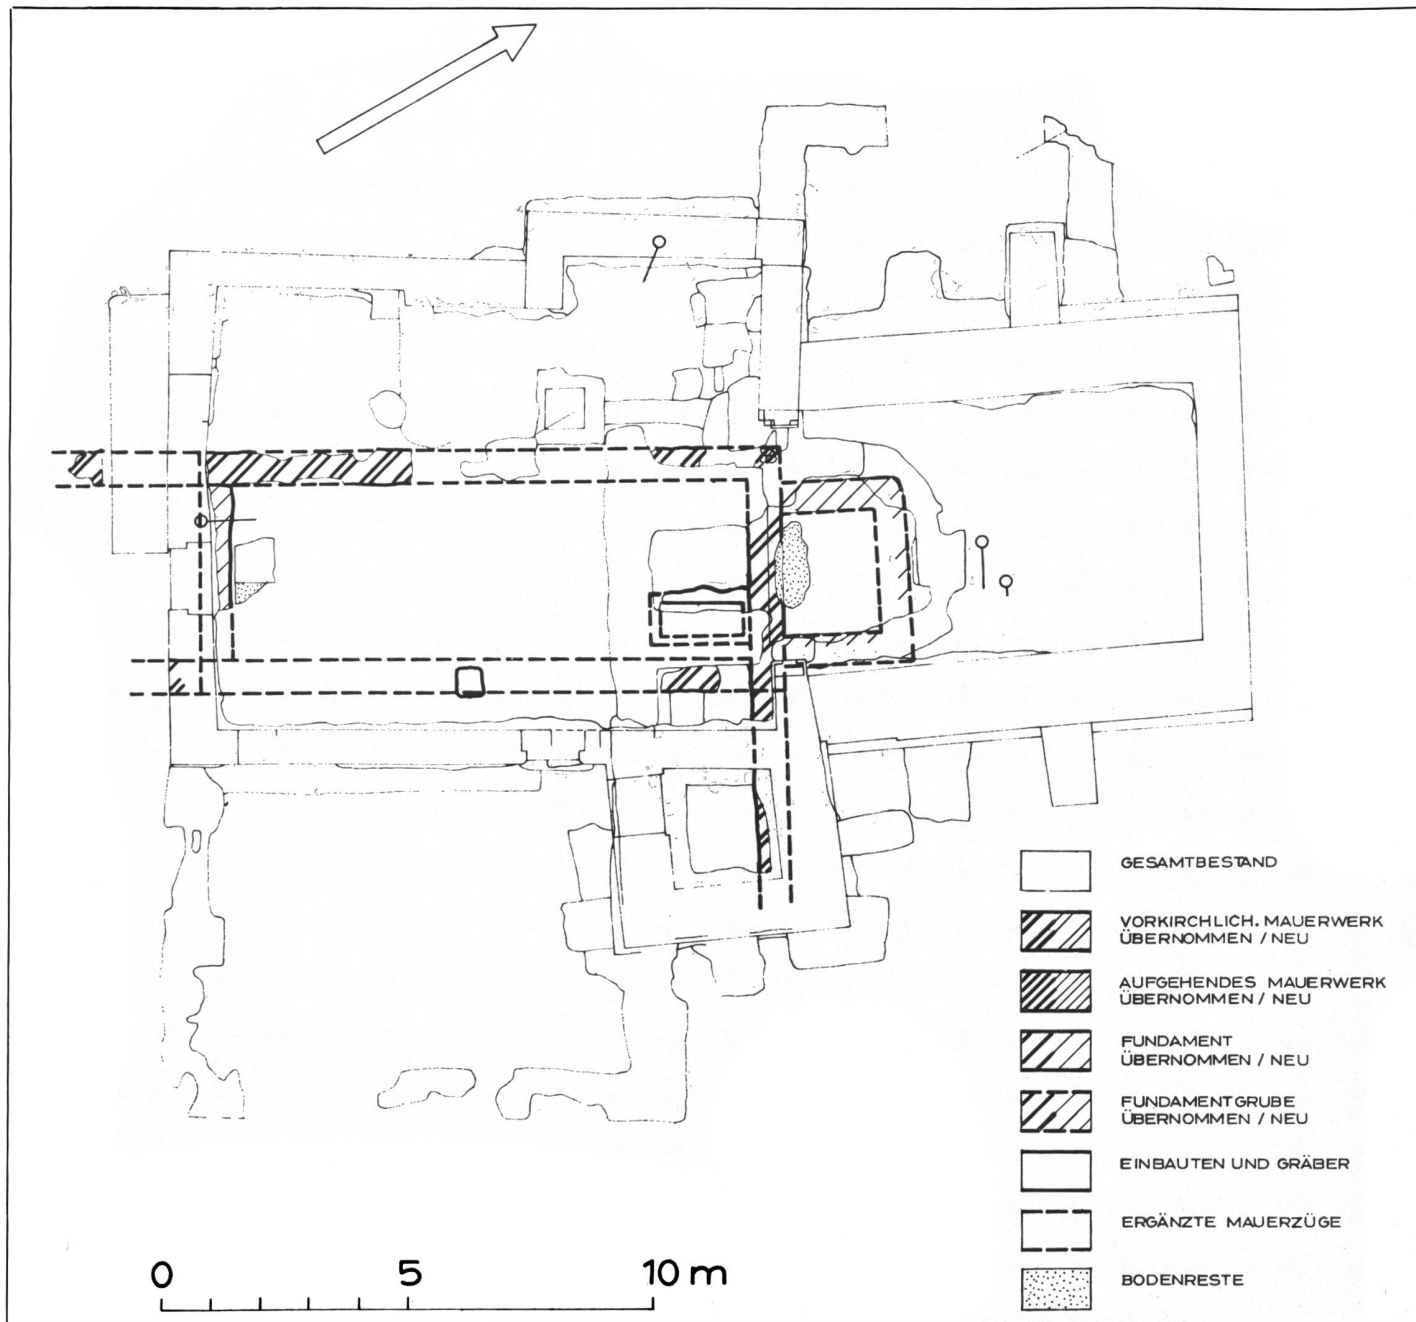 GESAMTBESTAND
VORKIRCHLICH. MAUERWERK
ÜBERNOMMEN / NEU
AUFGEHENDES MAUERWERK
ÜBERNOMMEN / NEU
FUNDAMENT
ÜBERNOMMEN / NEU
FUNDAMENTGRUBE
ÜBERNOMMEN / NEU
EINBAUTEN UND GRÄBER
ERGÄNZTE MAUERZÜGE
BODENRESTE
0 5 10 m